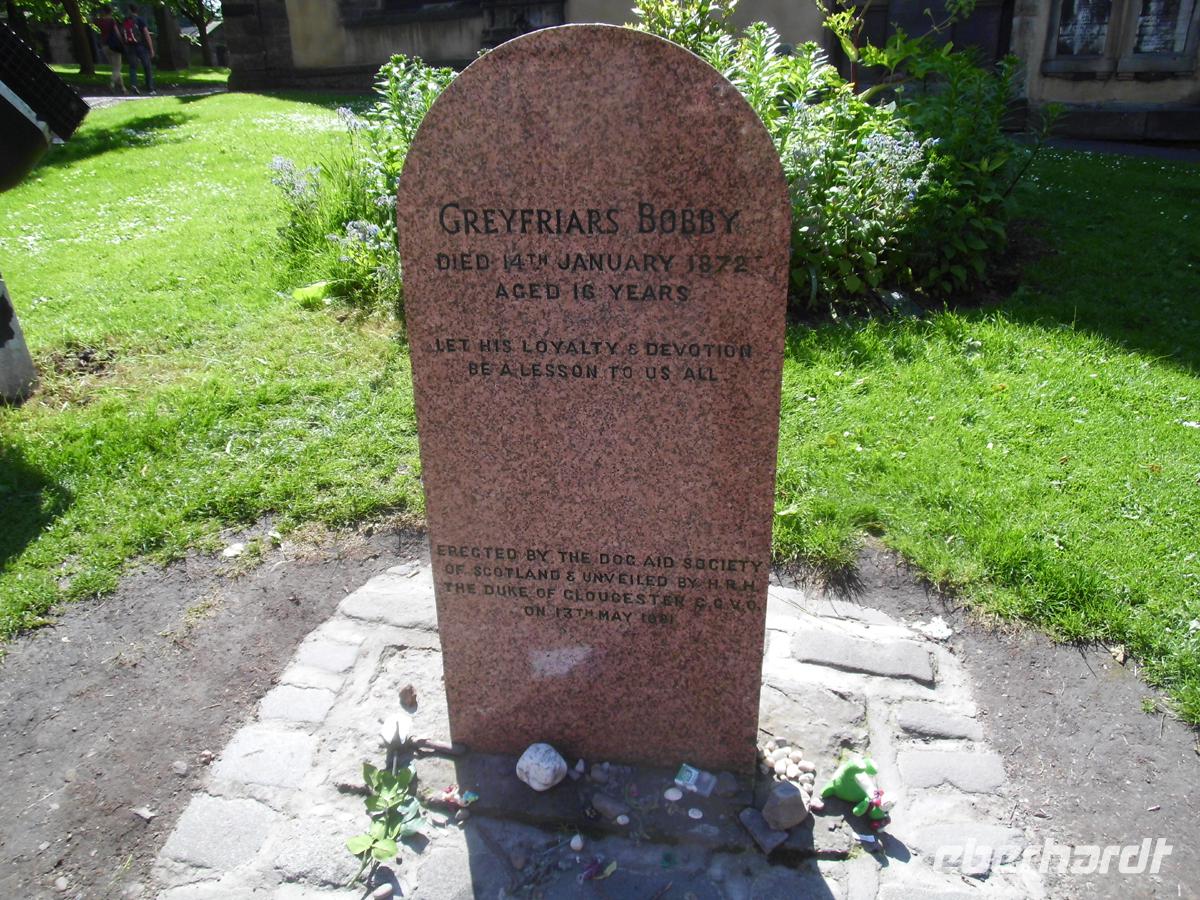 GREYFRIARS BOBBY
DIED 14TH JANUARY 1872
AGED 16 YEARS
LET HIS LOYALTY & DEVOTION
BE A LESSON TO US ALL
ERECTED BY THE DOG AID SOCIETY
OF SCOTLAND & UNVEILED BY H.R.H.
THE DUKE OF GLOUCESTER G.C.V.O.
ON 13TH MAY 1981
eberhardt